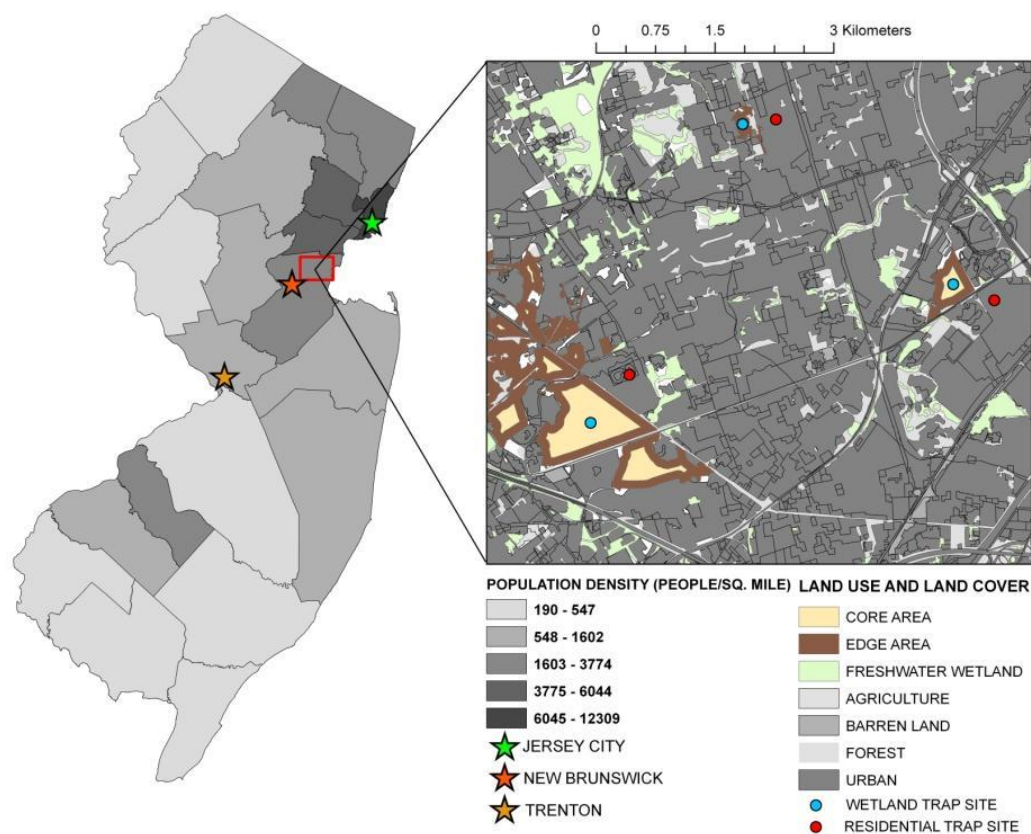 0 0.75 1.5 3 Kilometers
POPULATION DENSITY (PEOPLE/SQ. MILE)
190 - 547
548 - 1602
1603 - 3774
3775 - 6044
6045 - 12309
JERSEY CITY
NEW BRUNSWICK
TRENTON
LAND USE AND LAND COVER
CORE AREA
EDGE AREA
FRESHWATER WETLAND
AGRICULTURE
BARREN LAND
FOREST
URBAN
WETLAND TRAP SITE
RESIDENTIAL TRAP SITE